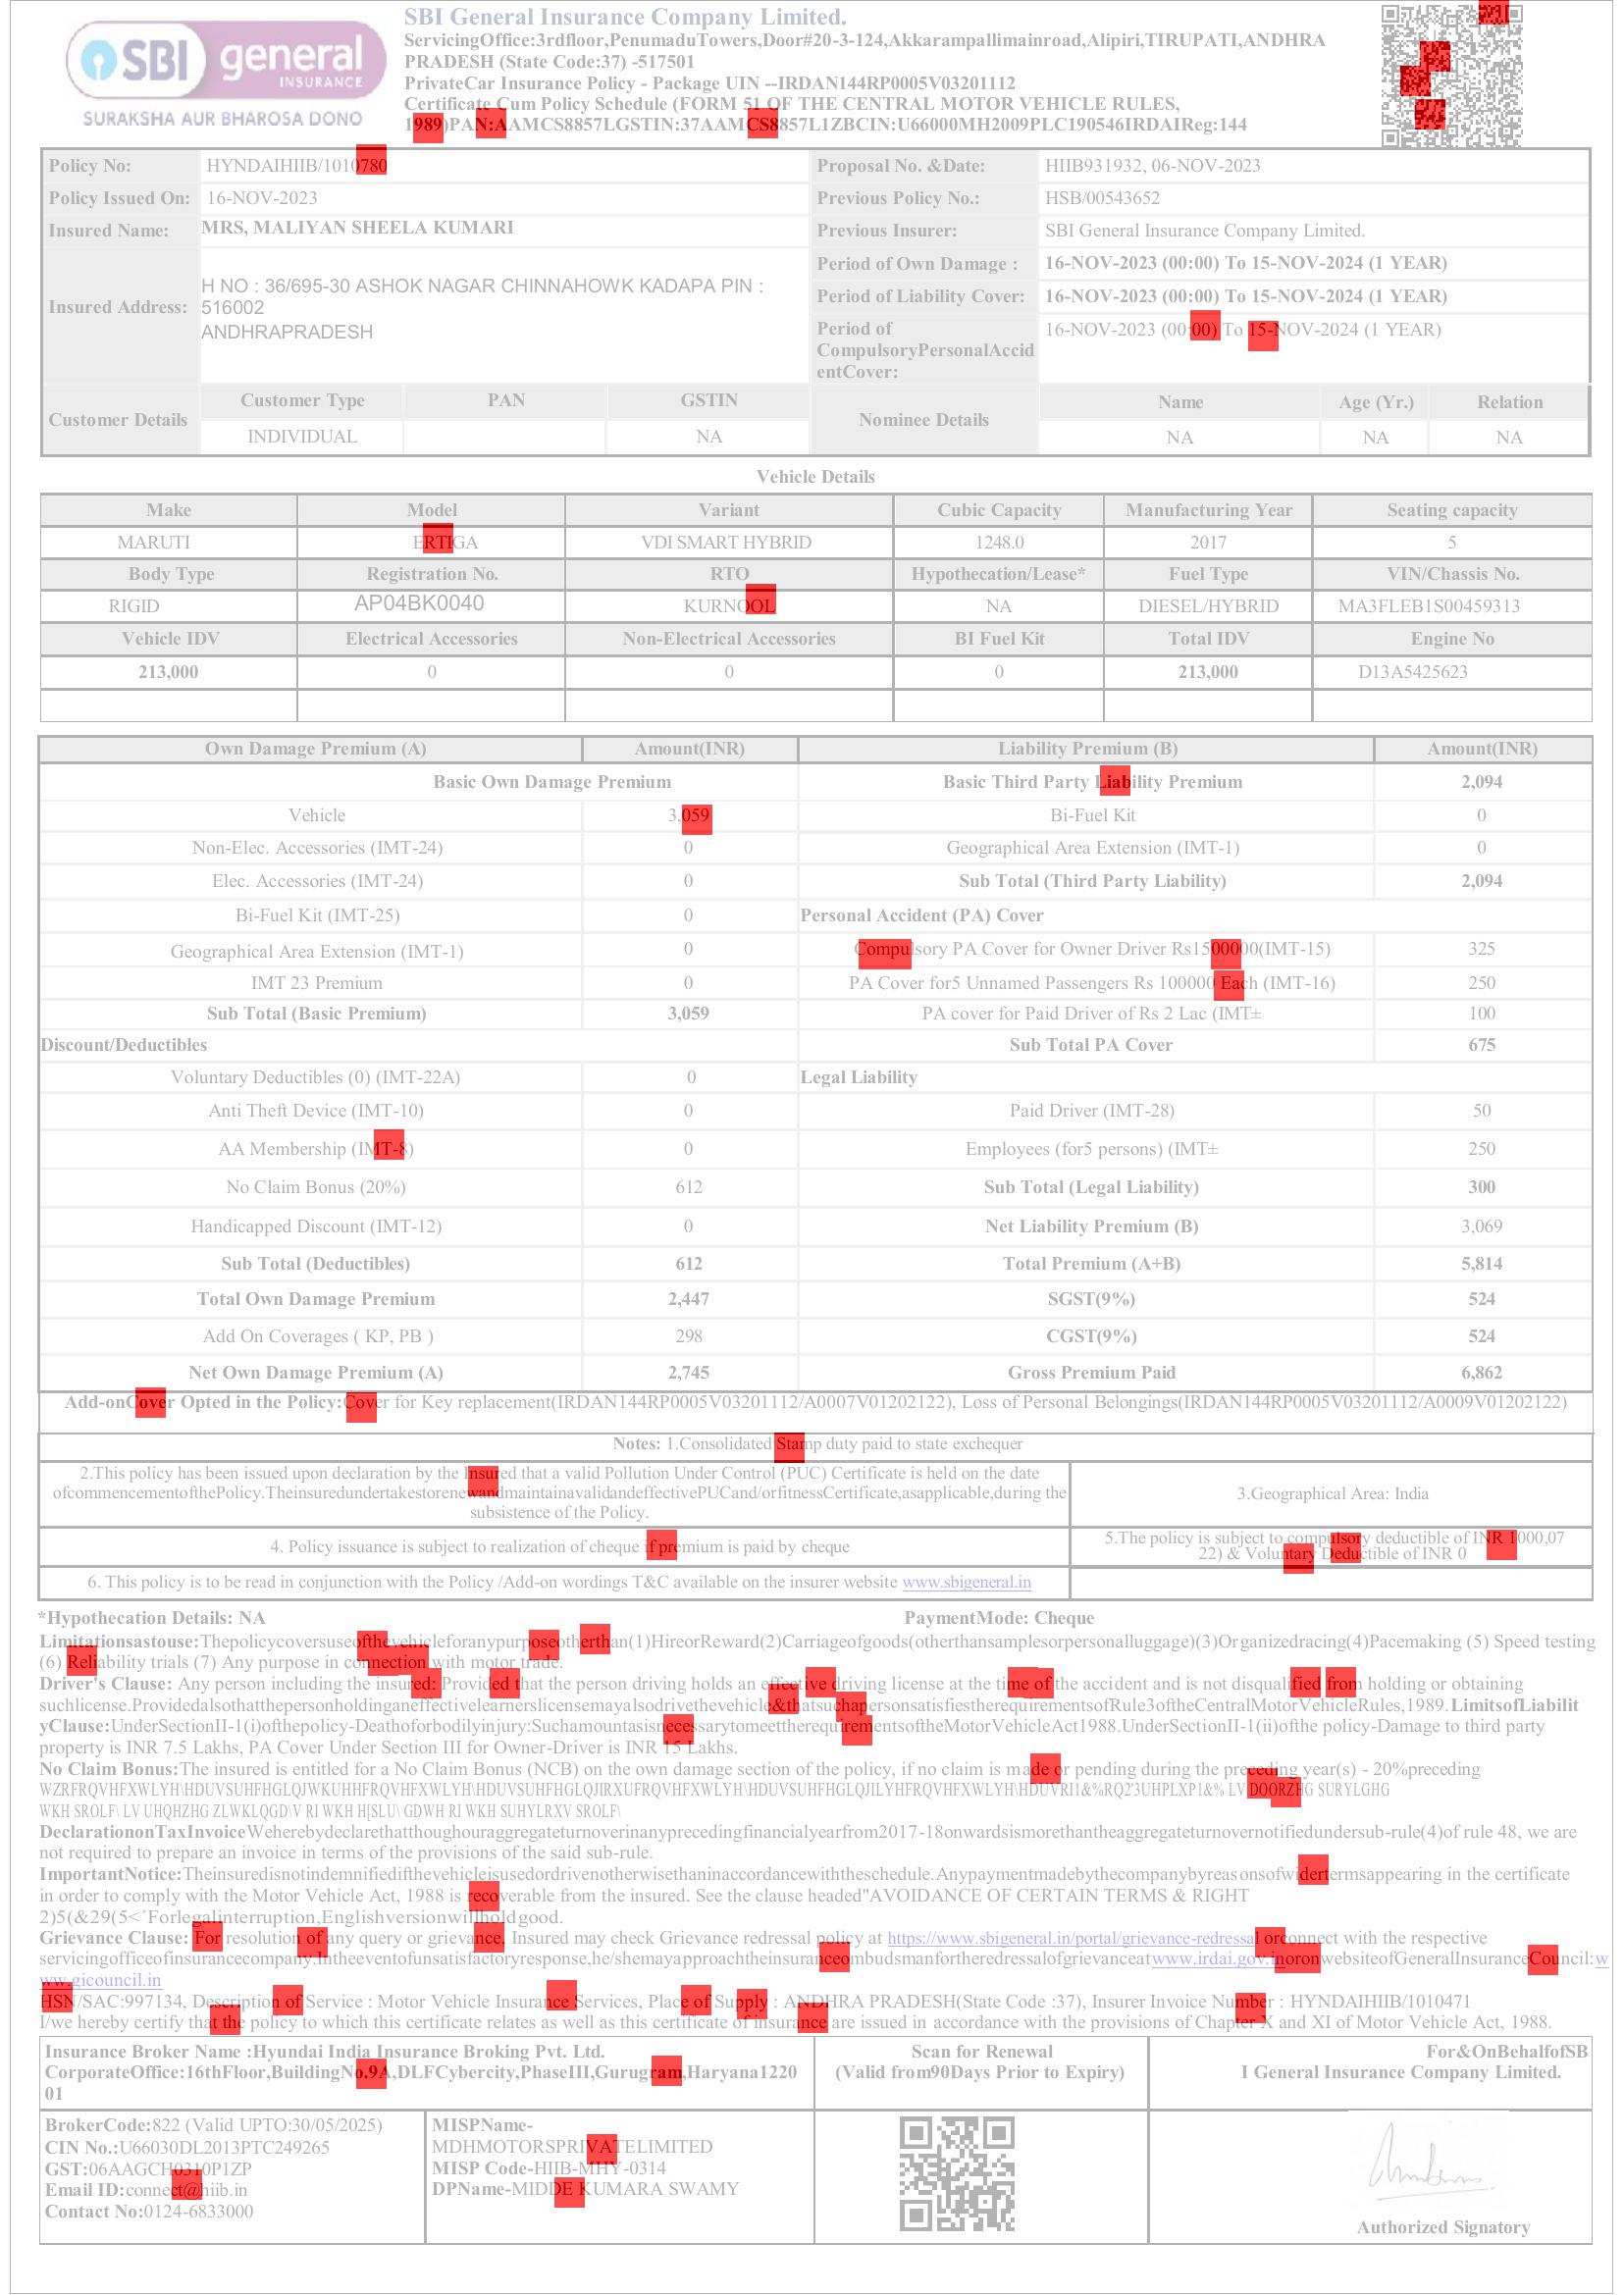 SBI general
INSURANCE
SURAKSHA AUR BHAROSA DONO
SBI General Insurance Company Limited.
ServicingOffice:3rdfloor,PenumaduTowers,Door#20-3-124,Akkarampallimainroad,Alipiri,TIRUPATI,ANDHRA
PRADESH (State Code:37) -517501
PrivateCar Insurance Policy - Package UIN --IRDAN144RP0005V03201112
Certificate Cum Policy Schedule (FORM 51 OF THE CENTRAL MOTOR VEHICLE RULES,
1989)PAN:AAMCS8857LGSTIN:37AAMCS8857L1ZBCIN:U66000MH2009PLC190546IRDAIReg:144
Policy No: HYNDAIHIIB/1010780 Proposal No. &Date: HIIB931932, 06-NOV-2023
Policy Issued On: 16-NOV-2023 Previous Policy No.: HSB/00543652
Insured Name: MRS, MALIYAN SHEELA KUMARI Previous Insurer: SBI General Insurance Company Limited.
Period of Own Damage : 16-NOV-2023 (00:00) To 15-NOV-2024 (1 YEAR)
Insured Address: H NO : 36/695-30 ASHOK NAGAR CHINNAHOWK KADAPA PIN :
516002
ANDHRAPRADESH
Period of Liability Cover: 16-NOV-2023 (00:00) To 15-NOV-2024 (1 YEAR)
Period of 16-NOV-2023 (00:00) To 15-NOV-2024 (1 YEAR)
CompulsoryPersonalAccid
entCover:
Customer Details Customer Type PAN GSTIN Nominee Details Name Age (Yr.) Relation
INDIVIDUAL NA NA NA NA
Vehicle Details
Make Model Variant Cubic Capacity Manufacturing Year Seating capacity
MARUTI ERTIGA VDI SMART HYBRID 1248.0 2017 5
Body Type Registration No. RTO Hypothecation/Lease* Fuel Type VIN/Chassis No.
RIGID AP04BK0040 KURNOOL NA DIESEL/HYBRID MA3FLEB1S00459313
Vehicle IDV Electrical Accessories Non-Electrical Accessories BI Fuel Kit Total IDV Engine No
213,000 0 0 0 213,000 D13A5425623
Own Damage Premium (A) Amount(INR) Liability Premium (B) Amount(INR)
Basic Own Damage Premium Basic Third Party Liability Premium 2,094
Vehicle 3,059 Bi-Fuel Kit 0
Non-Elec. Accessories (IMT-24) 0 Geographical Area Extension (IMT-1) 0
Elec. Accessories (IMT-24) 0 Sub Total (Third Party Liability) 2,094
Bi-Fuel Kit (IMT-25) 0 Personal Accident (PA) Cover
Geographical Area Extension (IMT-1) 0 Compulsory PA Cover for Owner Driver Rs1500000(IMT-15) 325
IMT 23 Premium 0 PA Cover for5 Unnamed Passengers Rs 100000 Each (IMT-16) 250
Sub Total (Basic Premium) 3,059 PA cover for Paid Driver of Rs 2 Lac (IMT± 100
Discount/Deductibles Sub Total PA Cover 675
Voluntary Deductibles (0) (IMT-22A) 0 Legal Liability
Anti Theft Device (IMT-10) 0 Paid Driver (IMT-28) 50
AA Membership (IMT-8) 0 Employees (for5 persons) (IMT± 250
No Claim Bonus (20%) 612 Sub Total (Legal Liability) 300
Handicapped Discount (IMT-12) 0 Net Liability Premium (B) 3,069
Sub Total (Deductibles) 612 Total Premium (A+B) 5,814
Total Own Damage Premium 2,447 SGST(9%) 524
Add On Coverages ( KP, PB ) 298 CGST(9%) 524
Net Own Damage Premium (A) 2,745 Gross Premium Paid 6,862
Add-onCover Opted in the Policy:Cover for Key replacement(IRDAN144RP0005V03201112/A0007V01202122), Loss of Personal Belongings(IRDAN144RP0005V03201112/A0009V01202122)
Notes: 1.Consolidated Stamp duty paid to state exchequer
2.This policy has been issued upon declaration by the Insured that a valid Pollution Under Control (PUC) Certificate is held on the date
ofcommencementofthePolicy.TheinsuredundertakestorenewandmaintainavalidandeffectivePUCand/orfitnessCertificate,asapplicable,during the
subsistence of the Policy.
3.Geographical Area: India
4. Policy issuance is subject to realization of cheque if premium is paid by cheque
5.The policy is subject to compulsory deductible of INR 1000,07
22) & Voluntary Deductible of INR 0
6. This policy is to be read in conjunction with the Policy /Add-on wordings T&C available on the insurer website www.sbigeneral.in
*Hypothecation Details: NA PaymentMode: Cheque
Limitationsastouse:Thepolicycoversuseofthevehicleforanypurposeotherthan(1)HireorReward(2)Carriageofgoods(otherthansamplesorpersonalluggage)(3)Organizedracing(4)Pacemaking (5) Speed testing
(6) Reliability trials (7) Any purpose in connection with motor trade.
Driver's Clause: Any person including the insured: Provided that the person driving holds an effective driving license at the time of the accident and is not disqualified from holding or obtaining
suchlicense.Providedalsothatthepersonholdinganeffectivelearnerslicensemayalsodrivethevehicle&thatsuchapersonsatisfiestherequirementsofRule3oftheCentralMotorVehicleRules,1989.LimitsofLiabilit
yClause:UnderSectionII-1(i)ofthepolicy-Deathoforbodilyinjury:SuchamountasisnecessarytomeettherequirementsoftheMotorVehicleAct1988.UnderSectionII-1(ii)ofthe policy-Damage to third party
property is INR 7.5 Lakhs, PA Cover Under Section III for Owner-Driver is INR 15 Lakhs.
No Claim Bonus:The insured is entitled for a No Claim Bonus (NCB) on the own damage section of the policy, if no claim is made or pending during the preceding year(s) - 20%preceding
WKH SROLF\ LV UHQHZHG ZLWKLQGD\V RI WKH H[SLU\ GDWH RI WKH SUHYLRXV SROLF\
DeclarationonTaxInvoiceWeherebydeclarethatthoughouraggregateturnoverinanyprecedingfinancialyearfrom2017-18onwardsismorethantheaggregateturnovernotifiedundersub-rule(4)of rule 48, we are
not required to prepare an invoice in terms of the provisions of the said sub-rule.
ImportantNotice:Theinsuredisnotindemnifiedifthevehicleisusedordrivenotherwisethaninaccordancewiththeschedule.Anypaymentmadebythecompanybyreasonsofwidertermsappearing in the certificate
in order to comply with the Motor Vehicle Act, 1988 is recoverable from the insured. See the clause headed"AVOIDANCE OF CERTAIN TERMS & RIGHT
2)5(&29(5<´Forlegalinterruption,Englishversionwillholdgood.
Grievance Clause: For resolution of any query or grievance, Insured may check Grievance redressal policy at https://www.sbigeneral.in/portal/grievance-redressal orconnect with the respective
servicingofficeofinsurancecompany.Intheeventofunsatisfactoryresponse,he/shemayapproachtheinsuranceombudsmanfortheredressalofgrievanceatwww.irdai.gov.inoronwebsiteofGeneralInsuranceCouncil:w
ww.gicouncil.in
HSN/SAC:997134, Description of Service : Motor Vehicle Insurance Services, Place of Supply : ANDHRA PRADESH(State Code :37), Insurer Invoice Number : HYNDAIHIIB/1010471
I/we hereby certify that the policy to which this certificate relates as well as this certificate of insurance are issued in accordance with the provisions of Chapter X and XI of Motor Vehicle Act, 1988.
Insurance Broker Name :Hyundai India Insurance Broking Pvt. Ltd.
CorporateOffice:16thFloor,BuildingNo.9A,DLFCybercity,PhaseIII,Gurugram,Haryana1220
01
Scan for Renewal
(Valid from90Days Prior to Expiry)
For&OnBehalfofSB
I General Insurance Company Limited.
BrokerCode:822 (Valid UPTO:30/05/2025)
CIN No.:U66030DL2013PTC249265
GST:06AAGCH0310P1ZP
Email ID:connect@hiib.in
Contact No:0124-6833000
MISPName-
MDHMOTORSPRIVATELIMITED
MISP Code-HIIB-MHY-0314
DPName-MIDDE KUMARA SWAMY
Authorized Signatory